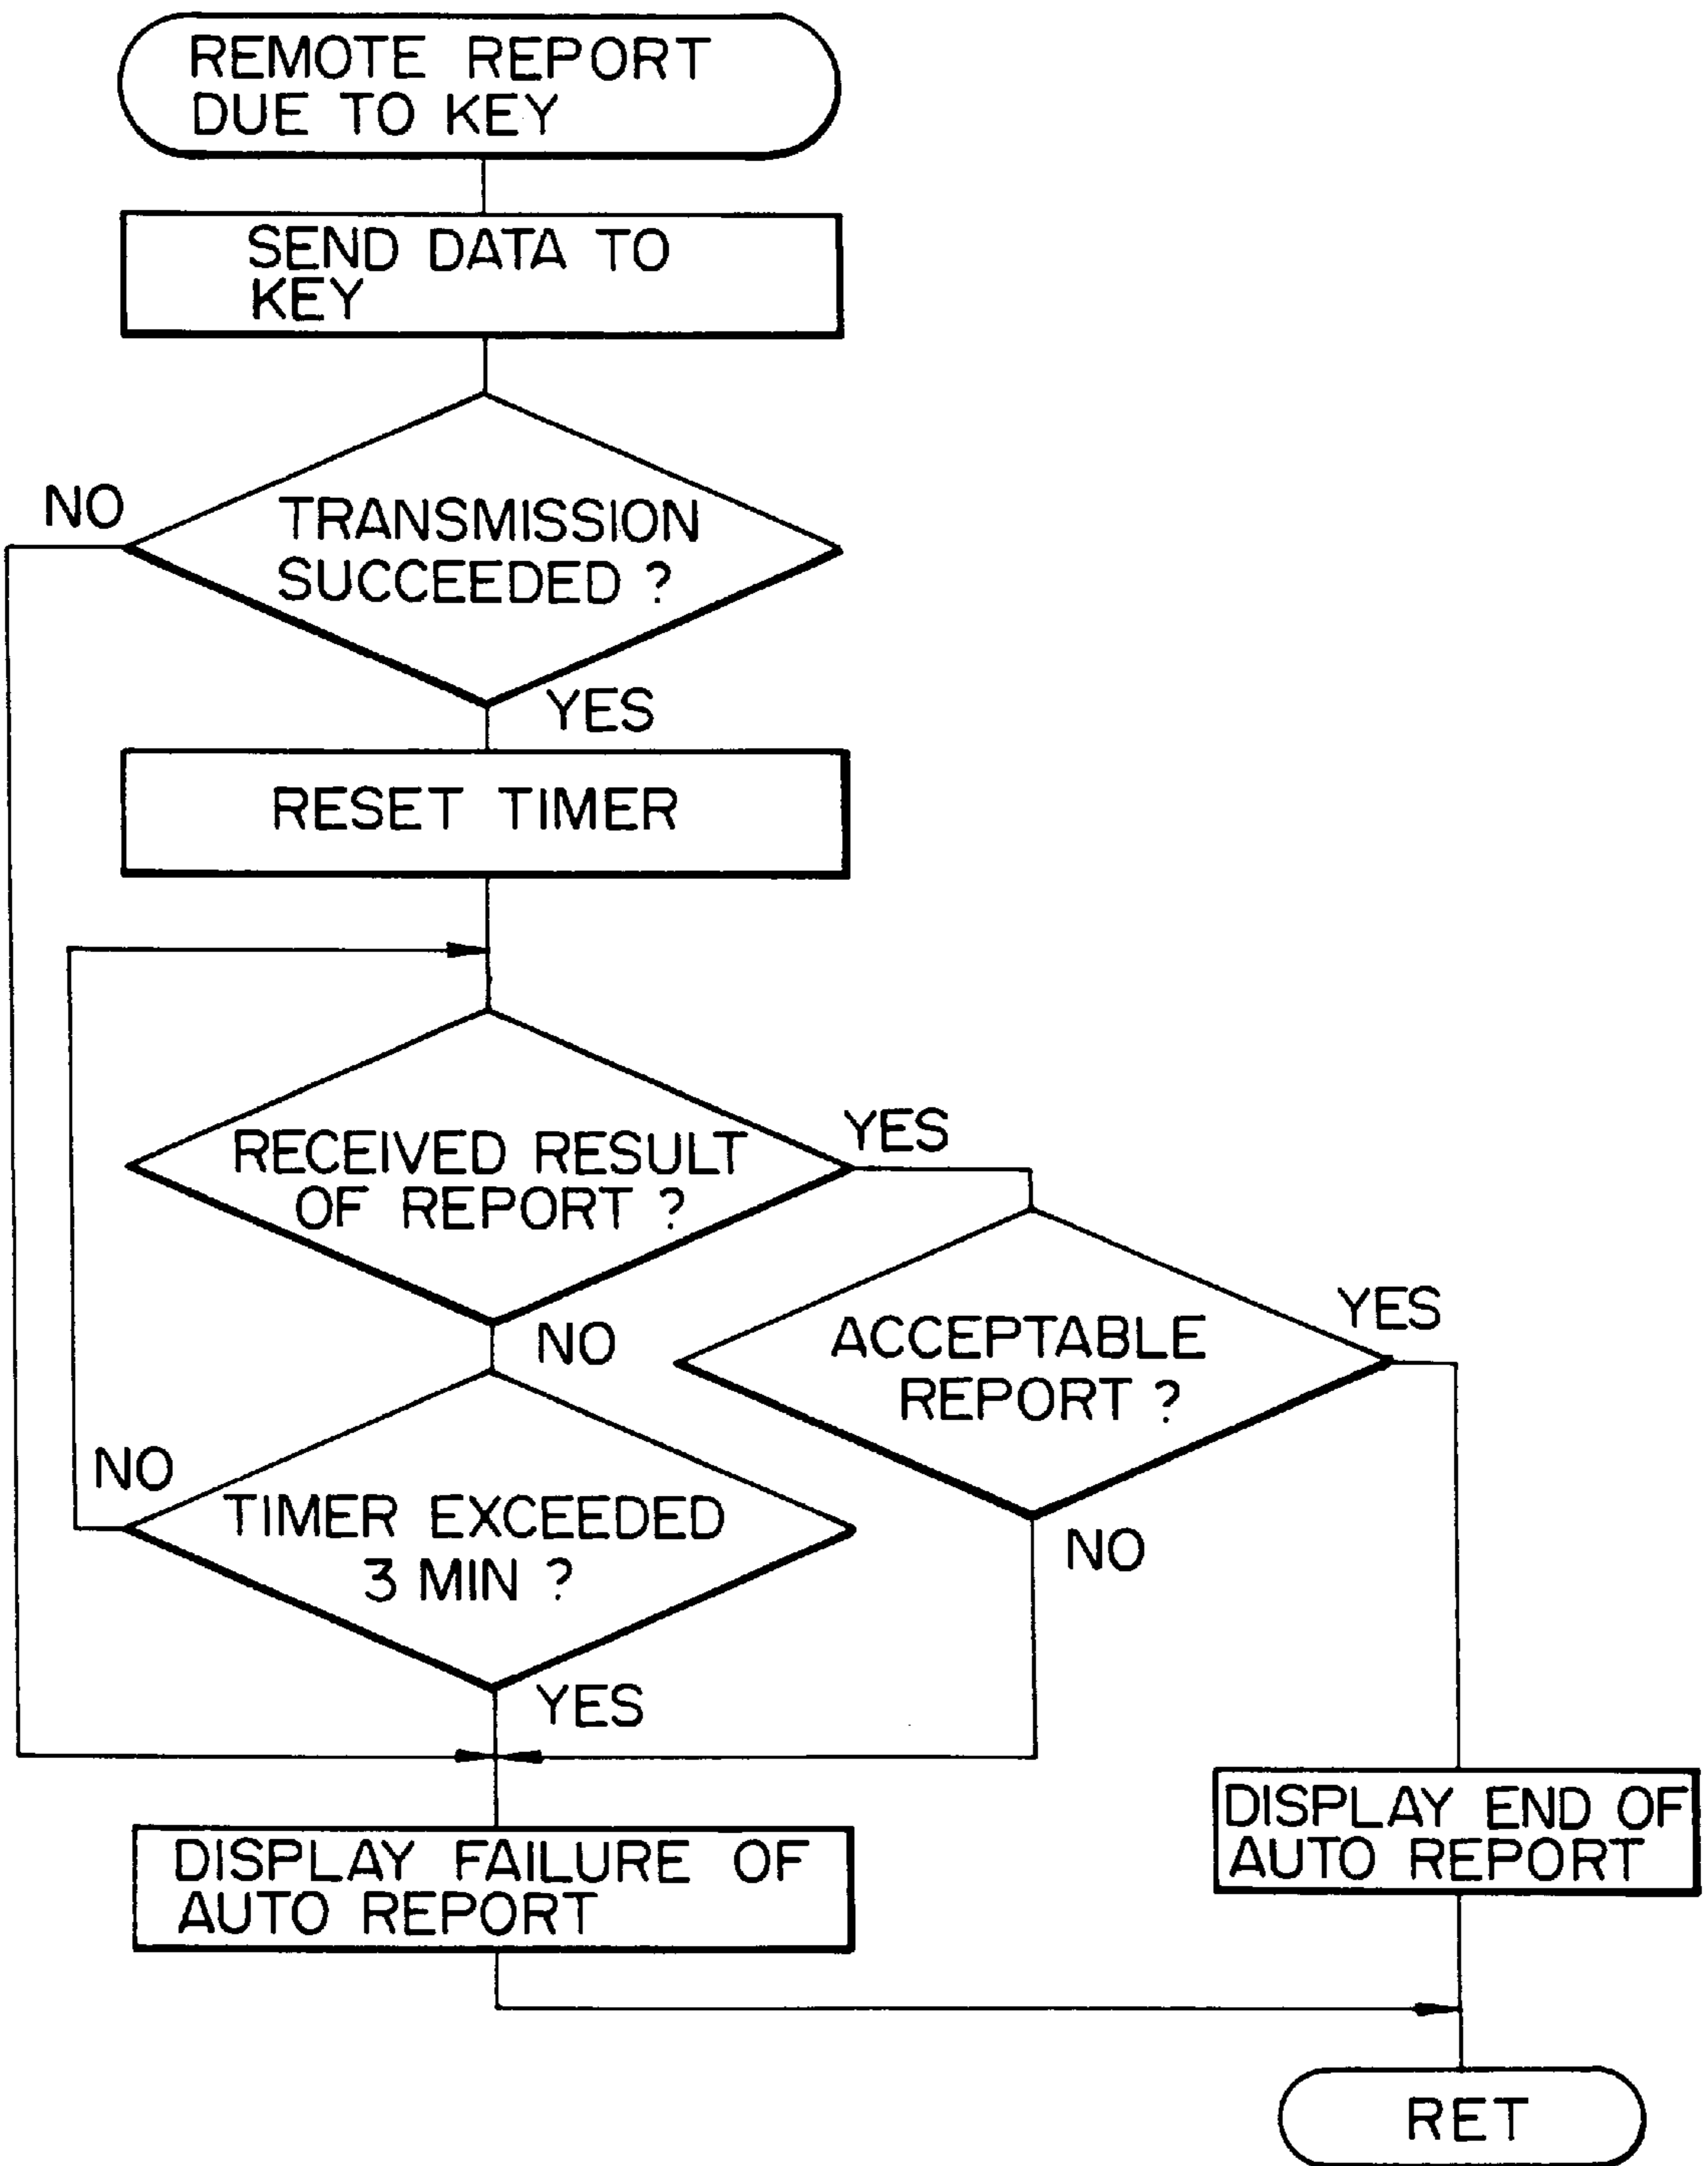 REMOTE REPORT
DUE TO KEY
SEND DATA TO
KEY
NO
TRANSMISSION
SUCCEEDED ?
YES
RESET TIMER
YES
RECEIVED RESULT
OF REPORT ?
NO
YES
ACCEPTABLE
REPORT ?
NO
NO
TIMER EXCEEDED
3 MIN ?
YES
DISPLAY FAILURE OF
AUTO REPORT
DISPLAY END OF
AUTO REPORT
RET